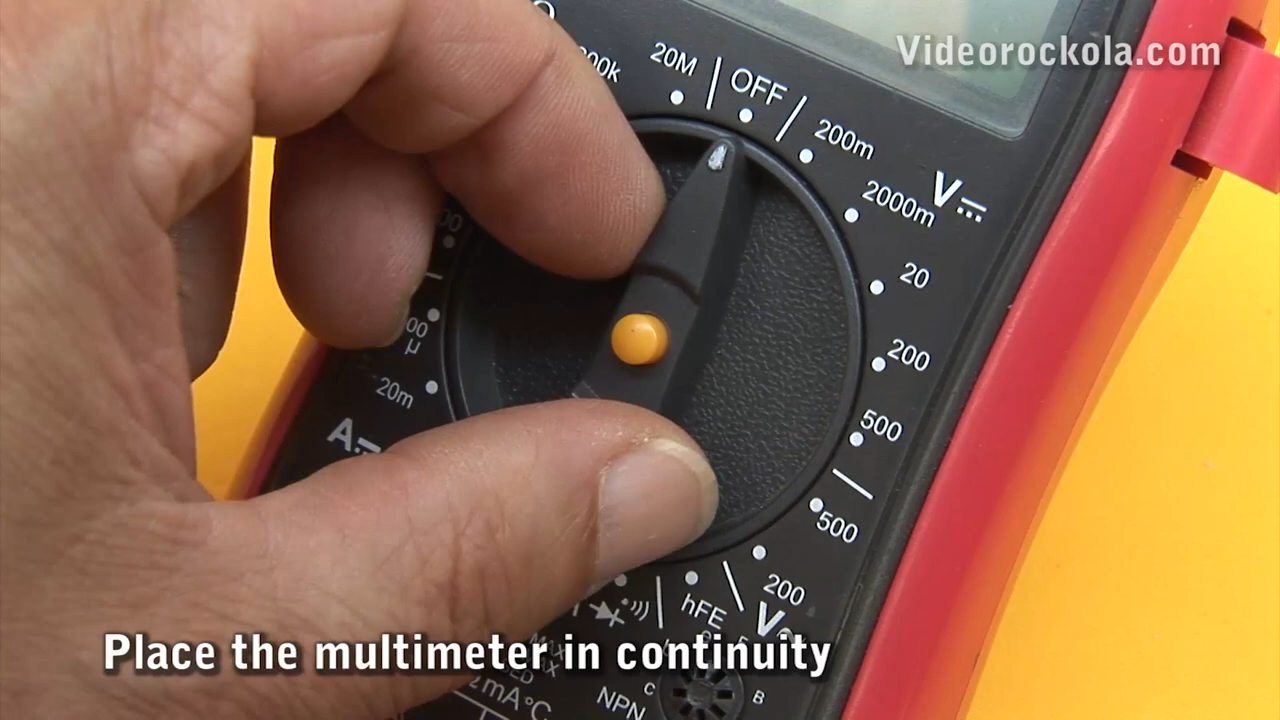 Videorockola.com
20M
OFF
200m
2000m
V
20
200
500
500
200
V
hFE
20m
A
µ
NPN
C
B
Place the multimeter in continuity